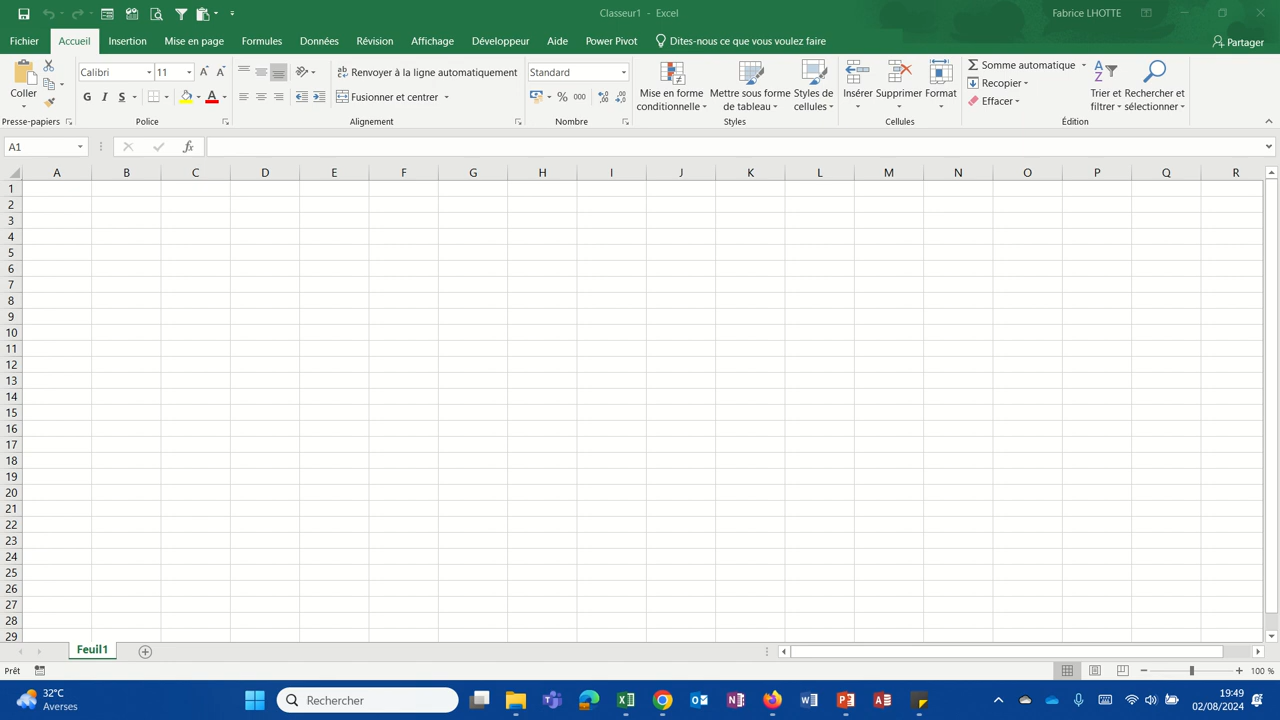 Classeur1 - Excel
Fabrice LHOTTE
Fichier Accueil Insertion Mise en page Formules Données Révision Affichage Développeur Aide Power Pivot Dites-nous ce que vous voulez faire Partager
Coller
Calibri 11
Renvoyer à la ligne automatiquement
Standard
Mise en forme conditionnelle
Mettre sous forme de tableau
Styles de cellules
Insérer Supprimer Format
Somme automatique
Recopier
Effacer
Trier et filtrer
Rechercher et sélectionner
G I S A
Fusionner et centrer
% 000
Presse-papiers Police Alignement Nombre Styles Cellules Édition
A1 fx
A B C D E F G H I J K L M N O P Q R
1
2
3
4
5
6
7
8
9
10
11
12
13
14
15
16
17
18
19
20
21
22
23
24
25
26
27
28
29
Feuil1
Prêt
100 %
32°C
Averses
Rechercher
19:49
02/08/2024